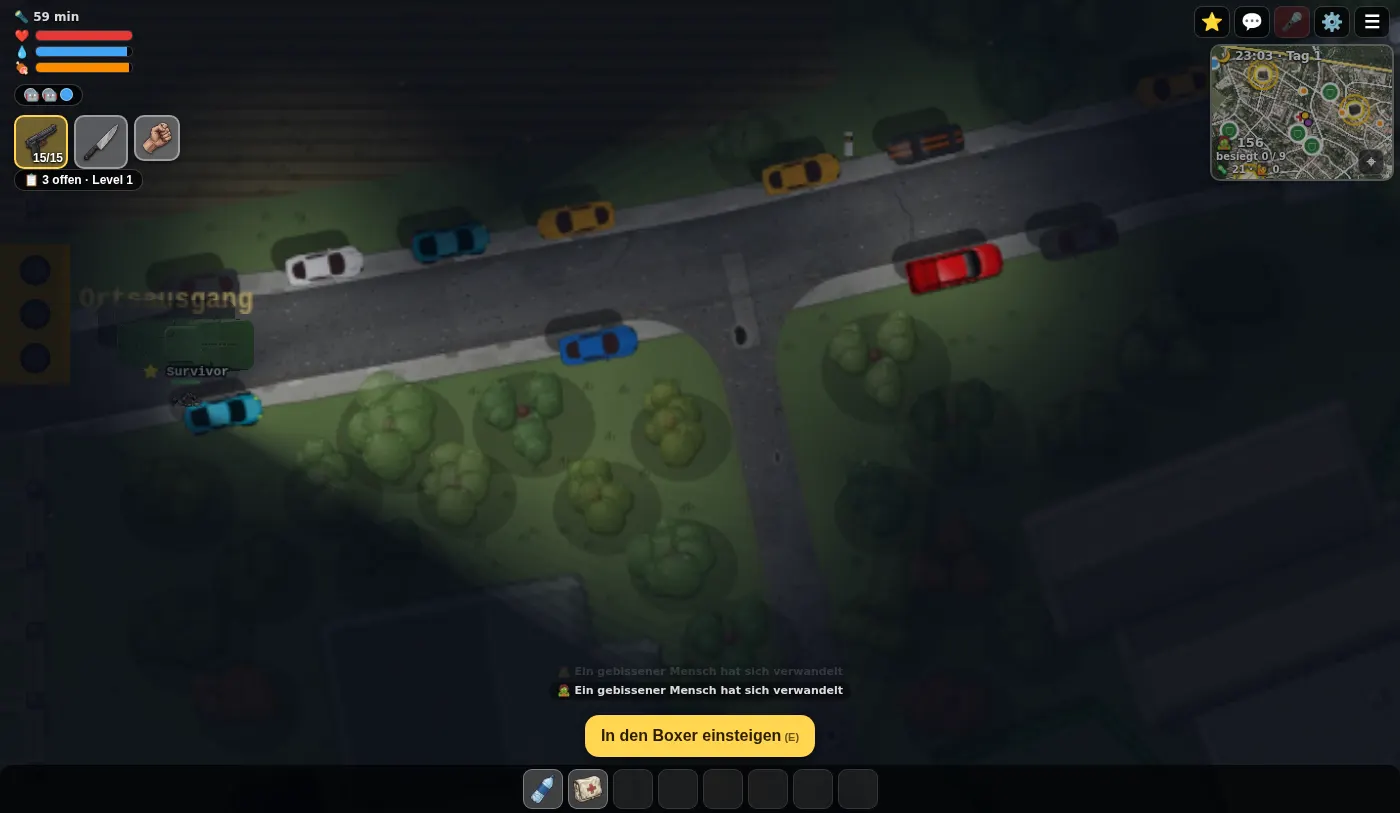 59 min
15/15
3 offen · Level 1
23:03 · Tag 1
156
besiegt 0 / 9
21 · 0
Ortsausgang
Survivor
Ein gebissener Mensch hat sich verwandelt
Ein gebissener Mensch hat sich verwandelt
In den Boxer einsteigen (E)